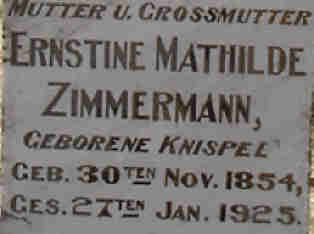 MUTTER U. GROSSMUTTER
ERNSTINE MATHILDE
ZIMMERMANN,
GEBORENE KNISPEL
GEB. 30TEN NOV. 1854,
GES. 27TEN JAN. 1925.